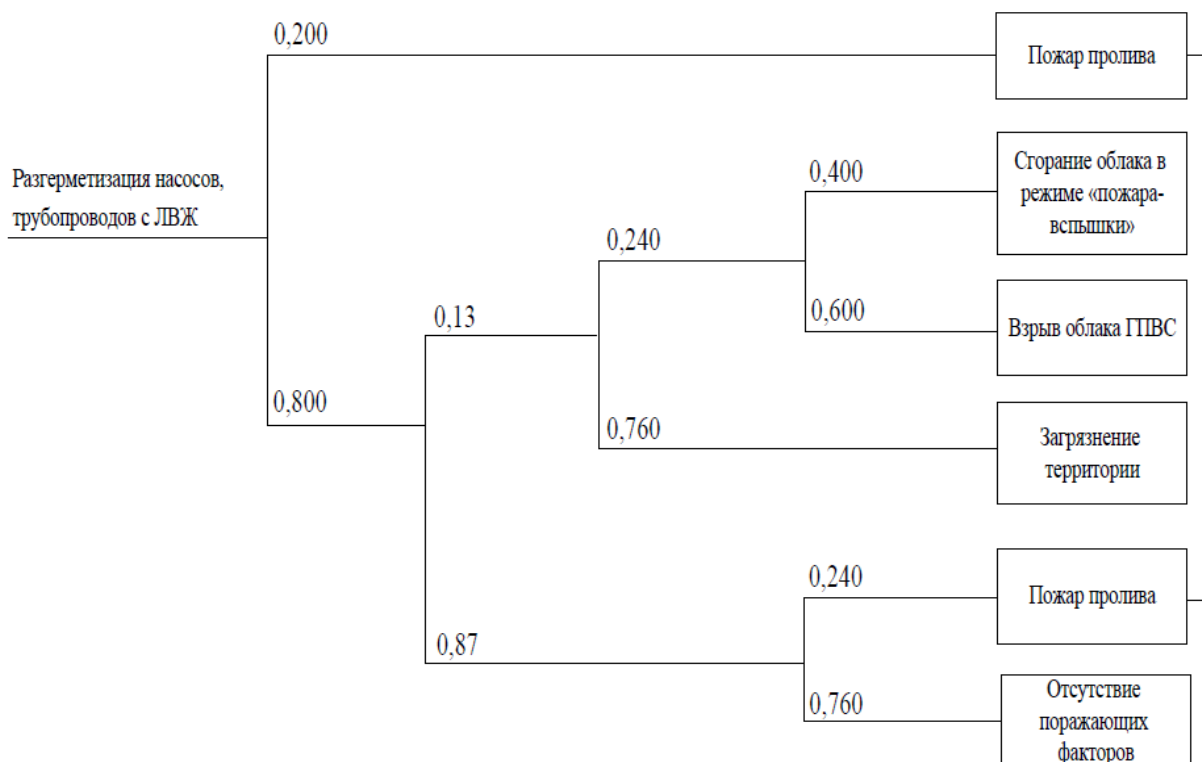 0,200
Пожар пролива
Разгерметизация насосов,
трубопроводов с ЛВЖ
0,400
Сгорание облака в
режиме «пожара-
вспышки»
0,240
0,13
0,600
Взрыв облака ГПВС
0,800
0,760
Загрязнение
территории
0,240
Пожар пролива
0,87
0,760
Отсутствие
поражающих
факторов